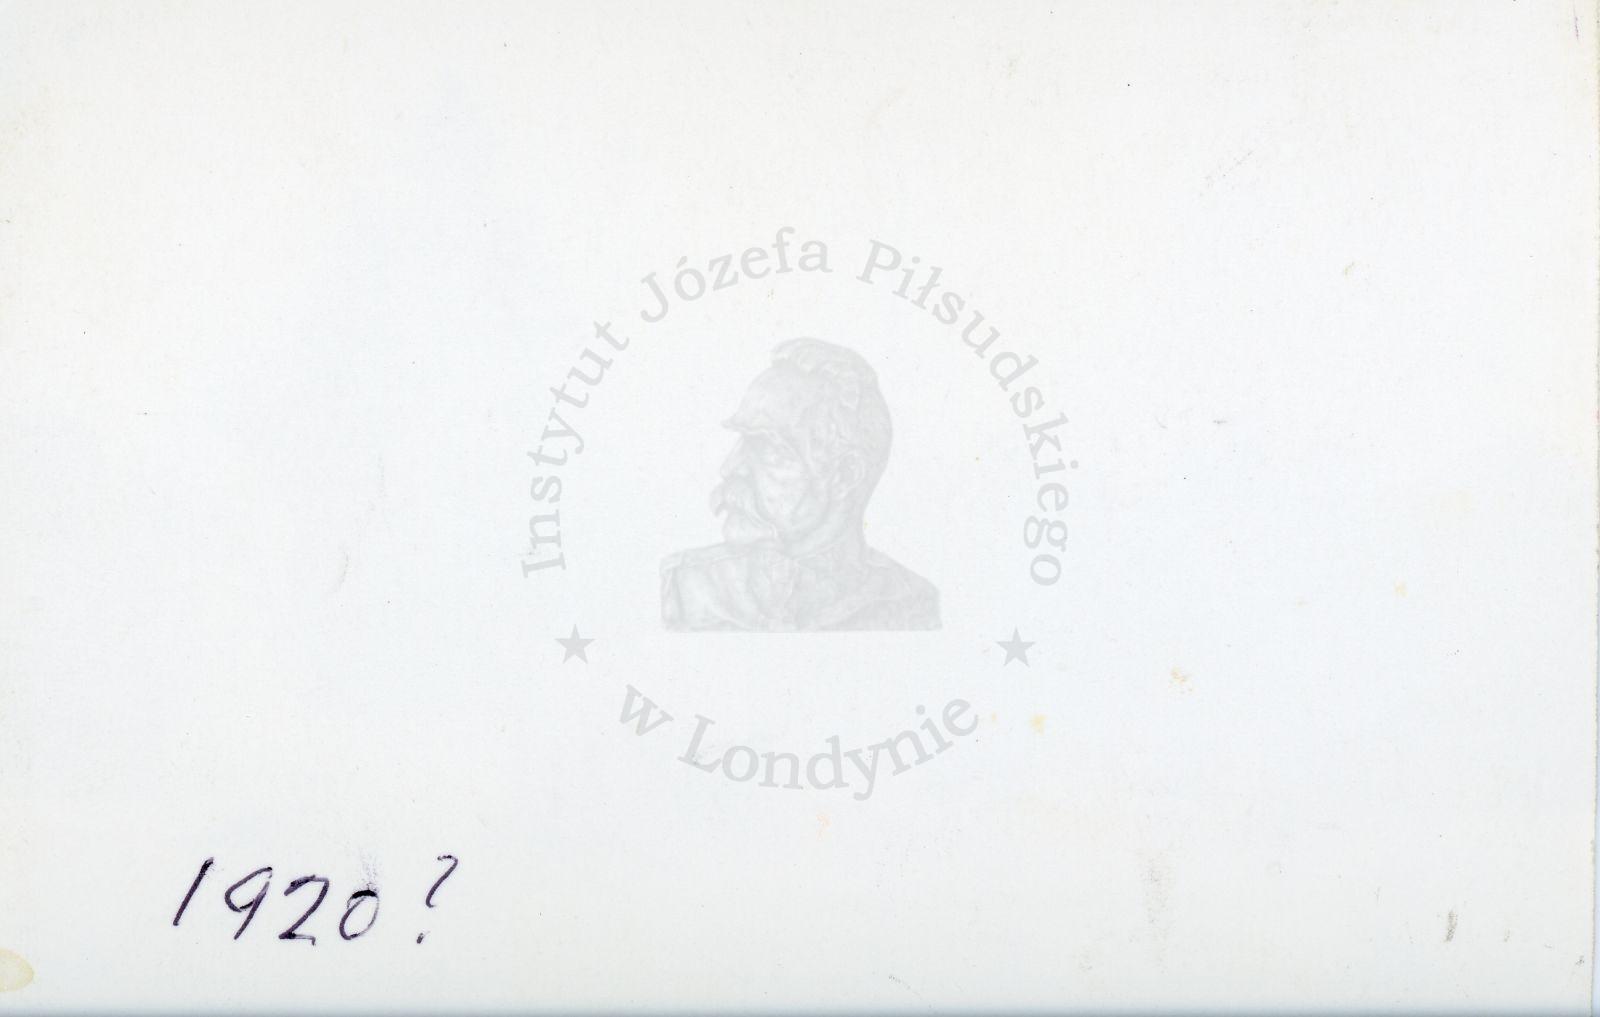 Instytut Józefa Piłsudskiego
★ w Londynie ★
1920?